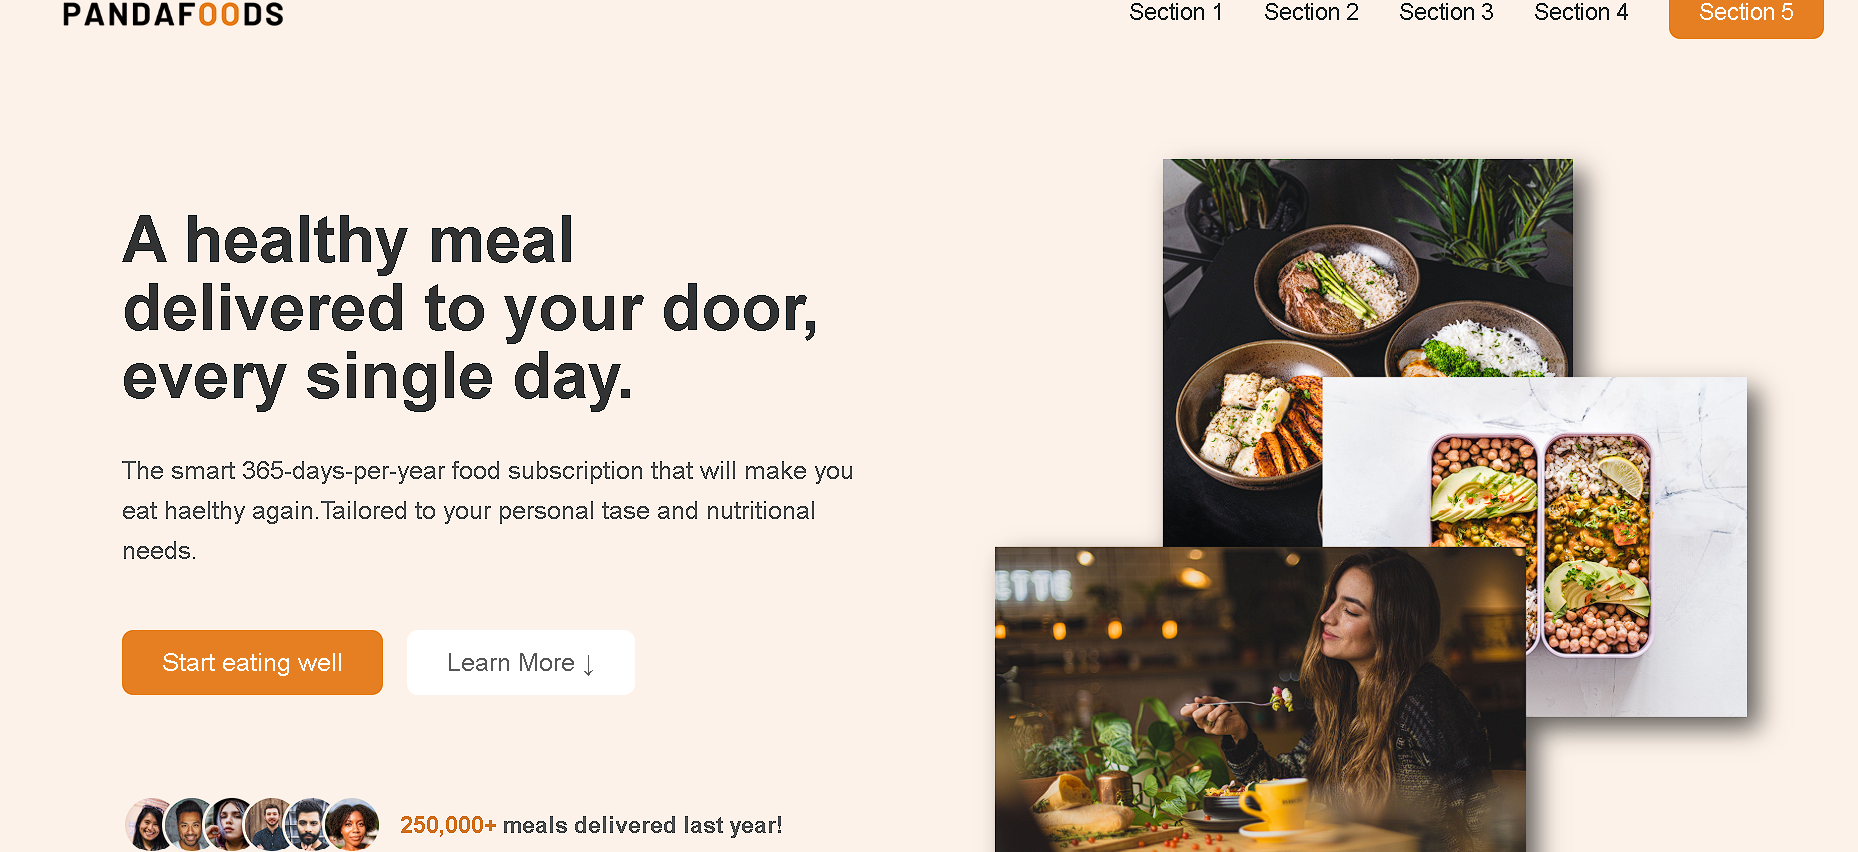 PANDAFOODS
Section 1
Section 2
Section 3
Section 4
Section 5
A healthy meal
delivered to your door,
every single day.
The smart 365-days-per-year food subscription that will make you
eat haelthy again.Tailored to your personal tase and nutritional
needs.
Start eating well
Learn More ↓
250,000+ meals delivered last year!
ETTE